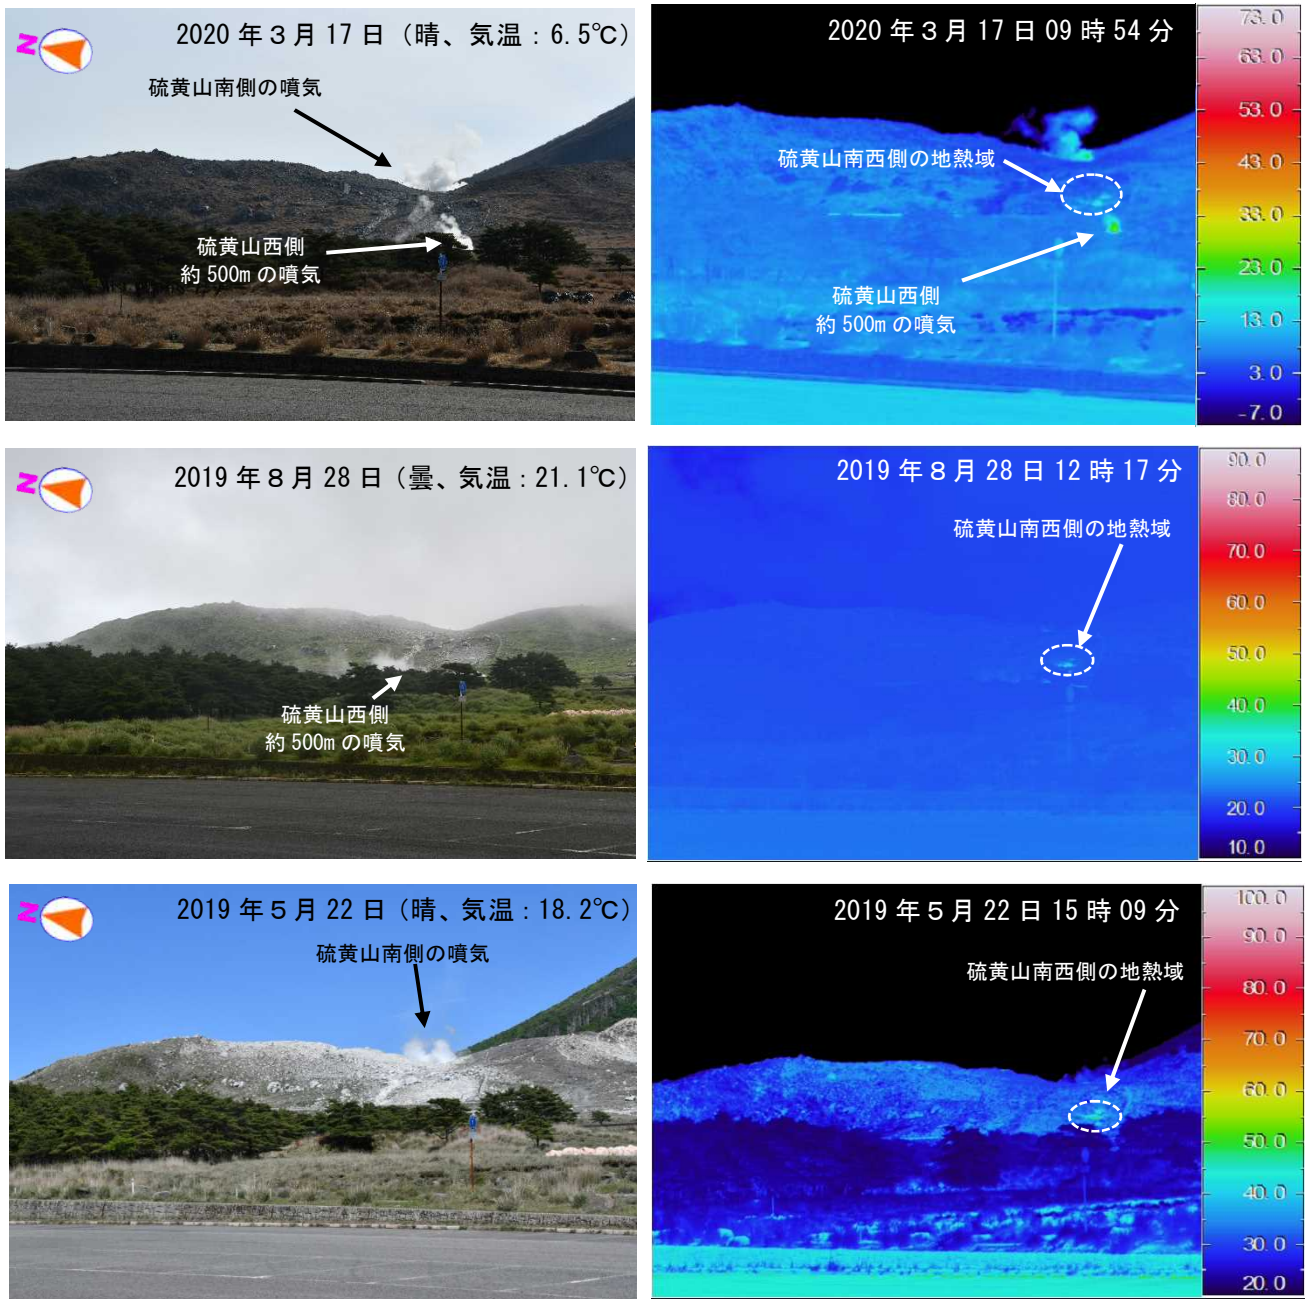 N
2020年3月17日（晴、気温：6.5℃）
硫黄山南側の噴気
硫黄山西側
約500mの噴気
2020年3月17日09時54分
硫黄山南西側の地熱域
硫黄山西側
約500mの噴気
73.0
63.0
53.0
43.0
33.0
23.0
13.0
3.0
-7.0
N
2019年8月28日（曇、気温：21.1℃）
硫黄山西側
約500mの噴気
2019年8月28日12時17分
硫黄山南西側の地熱域
90.0
80.0
70.0
60.0
50.0
40.0
30.0
20.0
10.0
N
2019年5月22日（晴、気温：18.2℃）
硫黄山南側の噴気
2019年5月22日15時09分
硫黄山南西側の地熱域
100.0
90.0
80.0
70.0
60.0
50.0
40.0
30.0
20.0